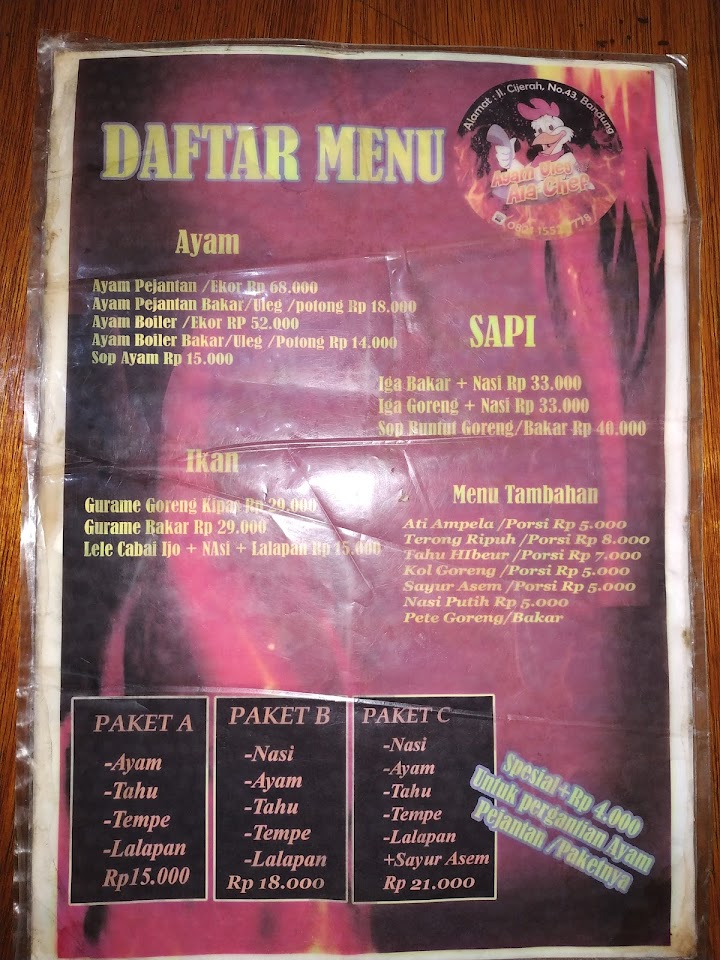 DAFTAR MENU
Alamat : Jl. Cijerah, No.43, Bandung
Ayam Uleg
Ala Chef
Ayam
Ayam Pejantan /Ekor Rp 68.000
Ayam Pejantan Bakar/Uleg /potong Rp 18.000
Ayam Boiler /Ekor RP 52.000
Ayam Boiler Bakar/Uleg /Potong Rp 14.000
Sop Ayam Rp 15.000
SAPI
Iga Bakar + Nasi Rp 33.000
Iga Goreng + Nasi Rp 33.000
Sop Buntut Goreng/Bakar Rp 40.000
Ikan
Gurame Goreng Kipas Rp 29.000
Gurame Bakar Rp 29.000
Lele Cabai Ijo + NAsi + Lalapan Rp 15.000
Menu Tambahan
Ati Ampela /Porsi Rp 5.000
Terong Ripuh /Porsi Rp 8.000
Tahu HIbeur /Porsi Rp 7.000
Kol Goreng /Porsi Rp 5.000
Sayur Asem /Porsi Rp 5.000
Nasi Putih Rp 5.000
Pete Goreng/Bakar
PAKET A
-Ayam
-Tahu
-Tempe
-Lalapan
Rp15.000
PAKET B
-Nasi
-Ayam
-Tahu
-Tempe
-Lalapan
Rp 18.000
PAKET C
-Nasi
-Ayam
-Tahu
-Tempe
-Lalapan
+Sayur Asem
Rp 21.000
Spesial+Rp 4.000
Untuk pergantian Ayam
Pejantan /Paketnya